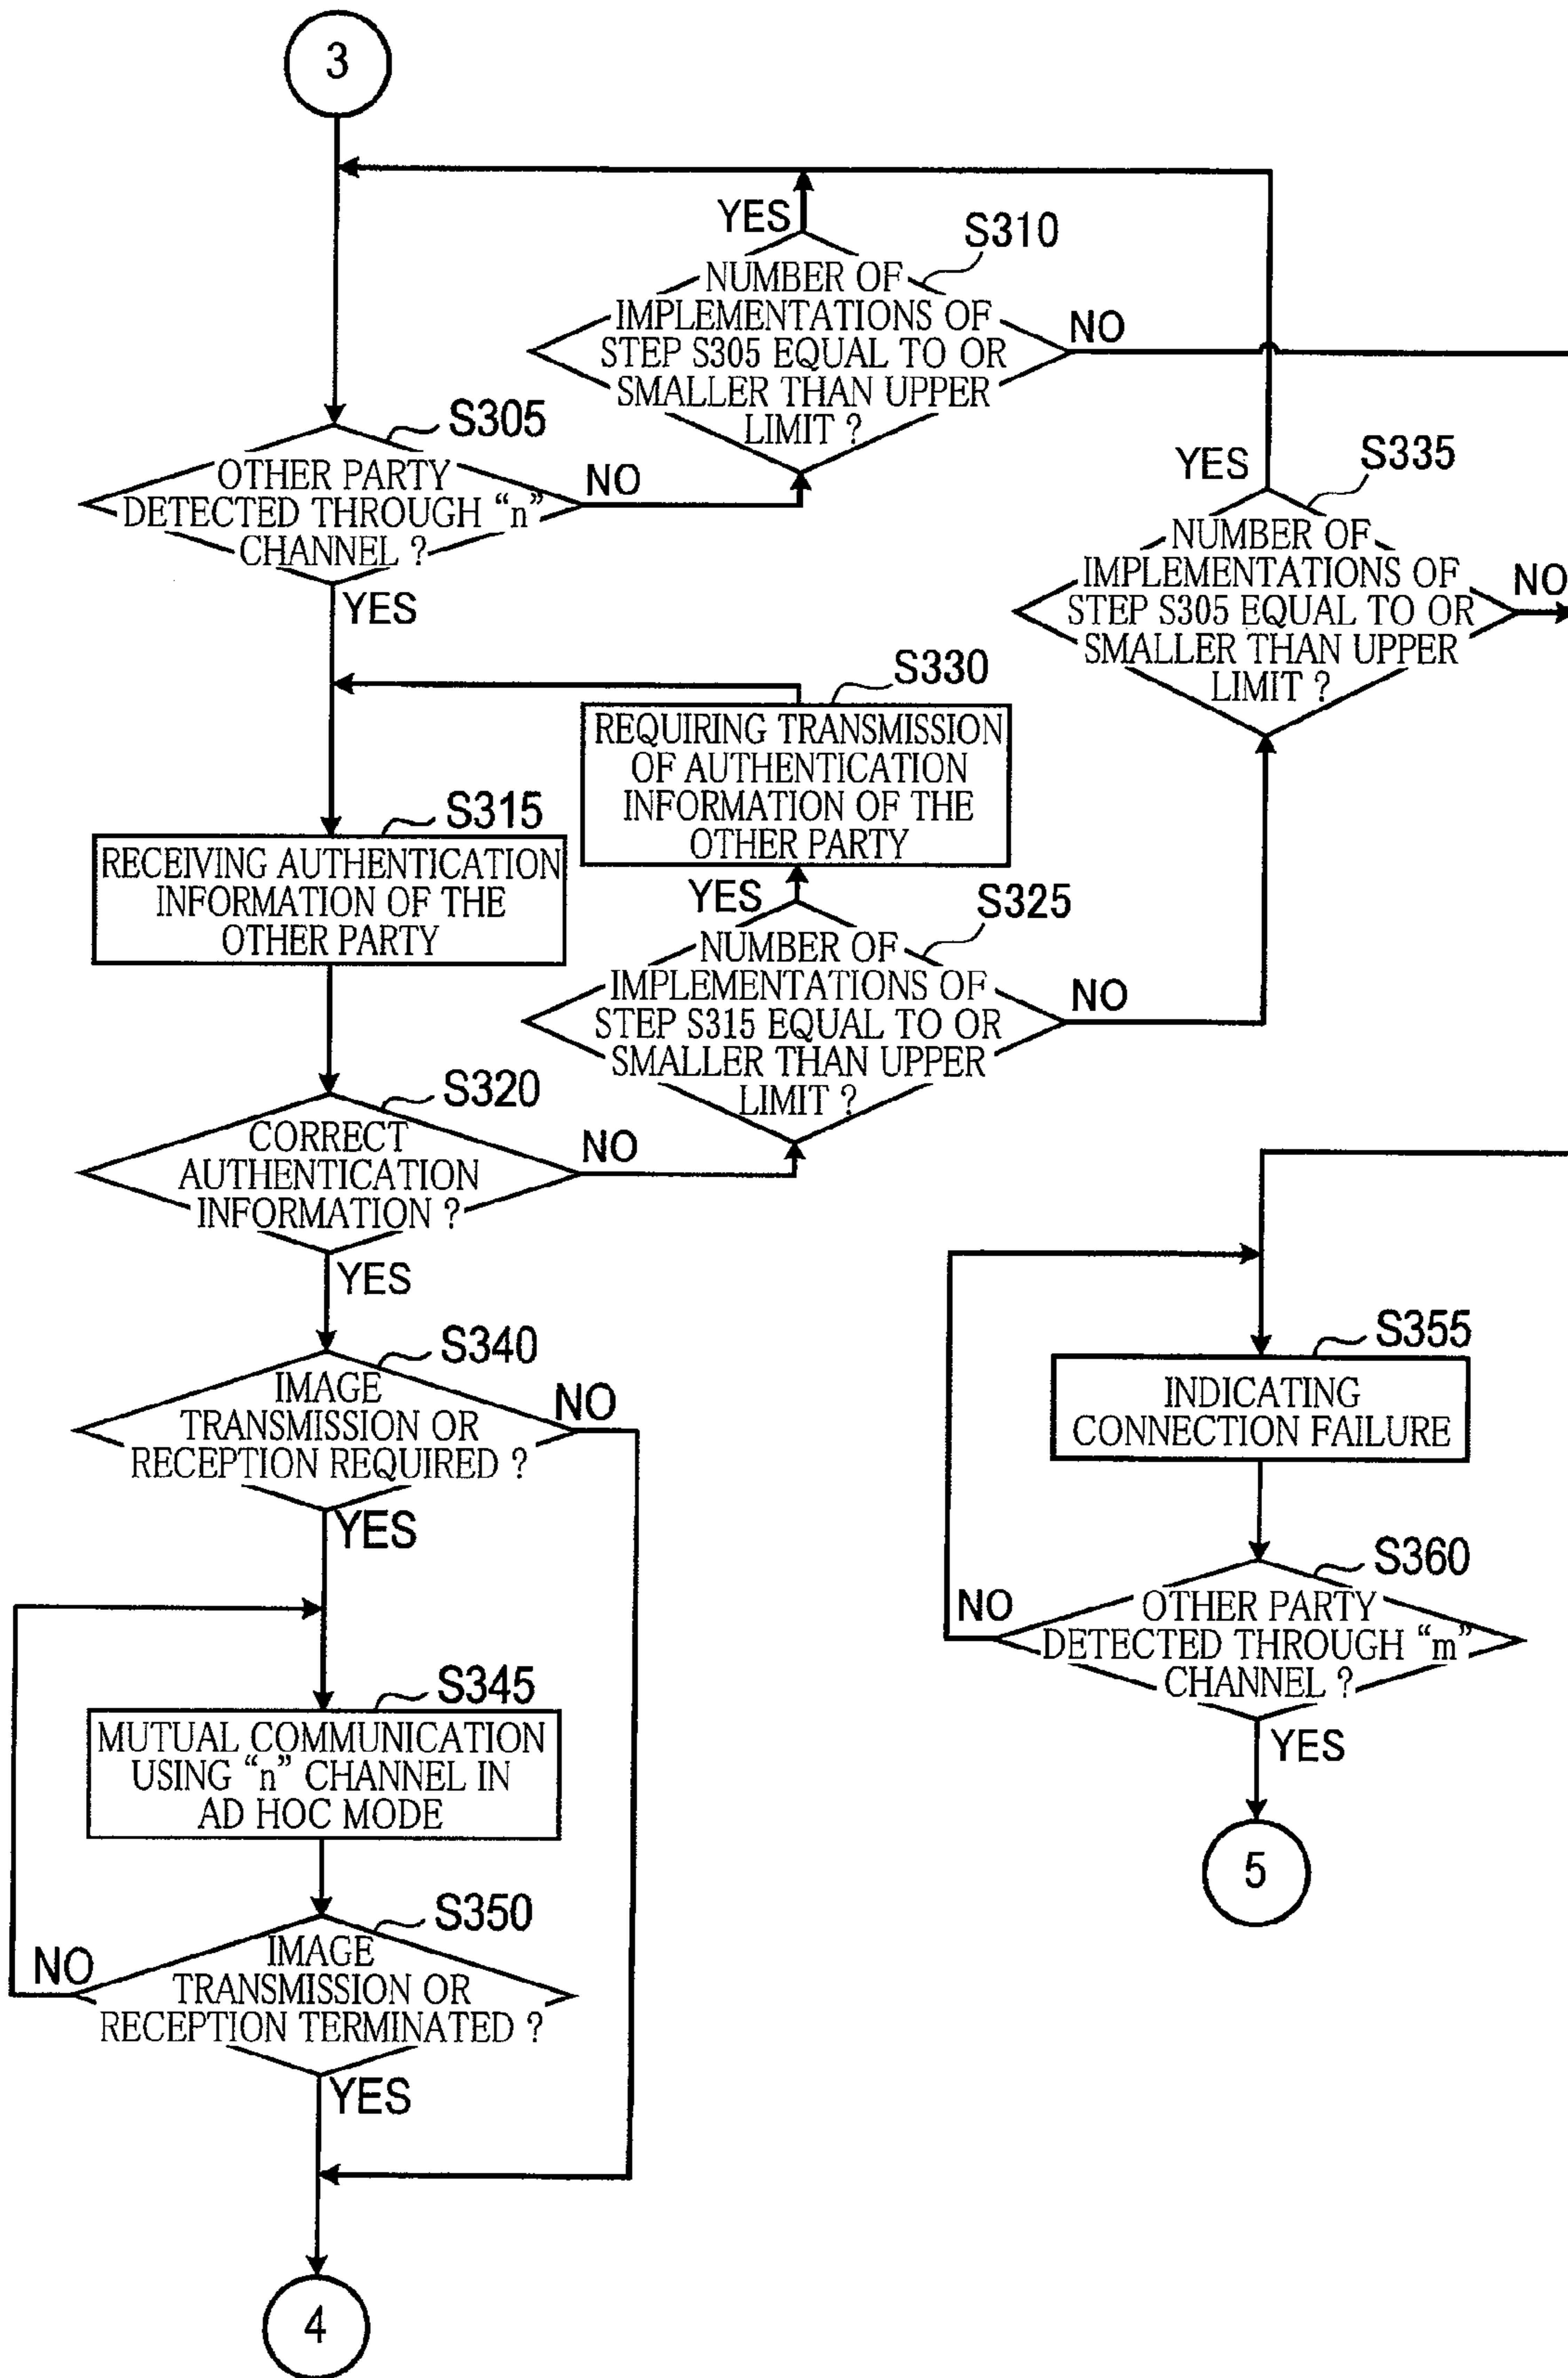 3
YES
S310
NUMBER OF
IMPLEMENTATIONS OF
STEP S305 EQUAL TO OR
SMALLER THAN UPPER
LIMIT ?
NO
S305
OTHER PARTY
DETECTED THROUGH “n”
CHANNEL ?
NO
YES
YES
S335
NUMBER OF
IMPLEMENTATIONS OF
STEP S305 EQUAL TO OR
SMALLER THAN UPPER
LIMIT ?
NO
S330
REQUIRING TRANSMISSION
OF AUTHENTICATION
INFORMATION OF THE
OTHER PARTY
S315
RECEIVING AUTHENTICATION
INFORMATION OF THE
OTHER PARTY
YES
S325
NUMBER OF
IMPLEMENTATIONS OF
STEP S315 EQUAL TO OR
SMALLER THAN UPPER
LIMIT ?
NO
S320
CORRECT
AUTHENTICATION
INFORMATION ?
NO
YES
S340
IMAGE
TRANSMISSION OR
RECEPTION REQUIRED ?
NO
YES
S345
MUTUAL COMMUNICATION
USING “n” CHANNEL IN
AD HOC MODE
S350
IMAGE
TRANSMISSION OR
RECEPTION TERMINATED ?
NO
YES
4
S355
INDICATING
CONNECTION FAILURE
S360
OTHER PARTY
DETECTED THROUGH “m”
CHANNEL ?
NO
YES
5